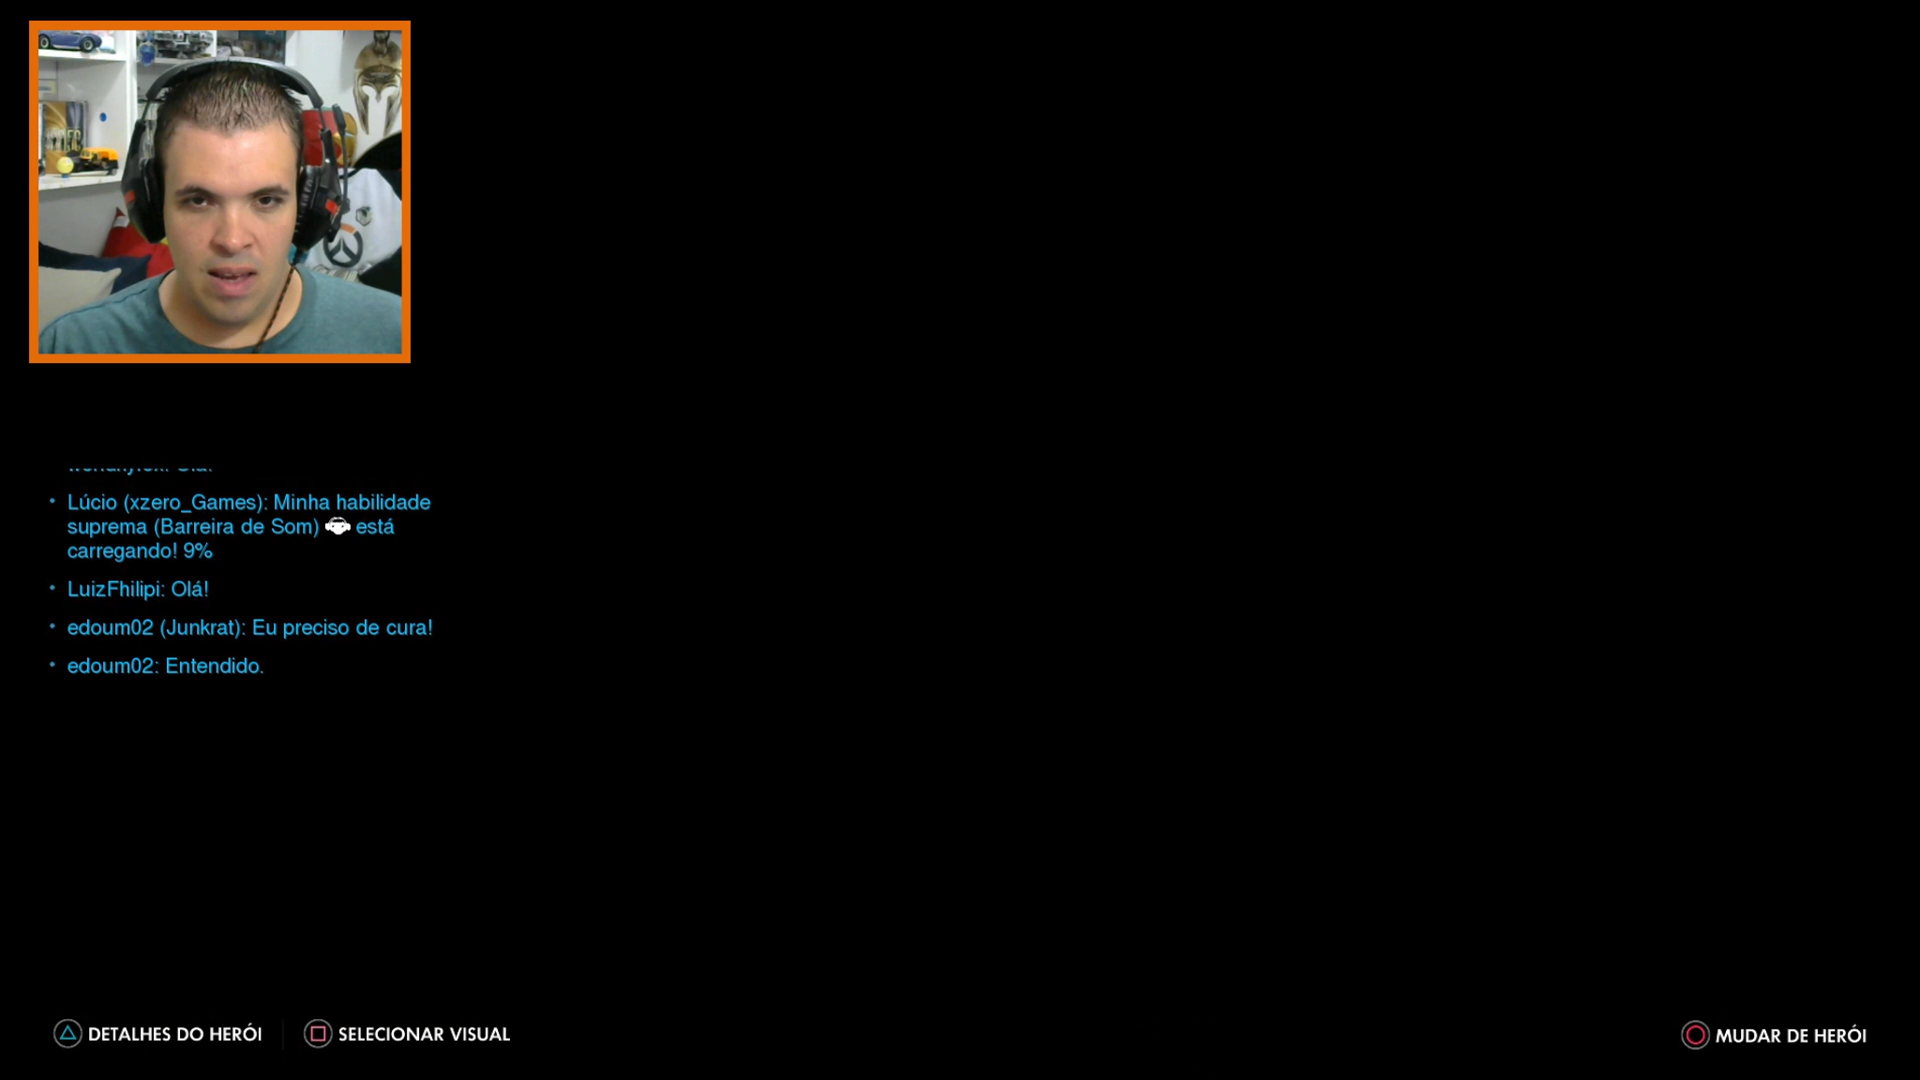 Lúcio (xzero_Games): Minha habilidade
suprema (Barreira de Som) está
carregando! 9%
LuizFhilipi: Olá!
edoum02 (Junkrat): Eu preciso de cura!
edoum02: Entendido.
DETALHES DO HERÓI
SELECIONAR VISUAL
MUDAR DE HERÓI